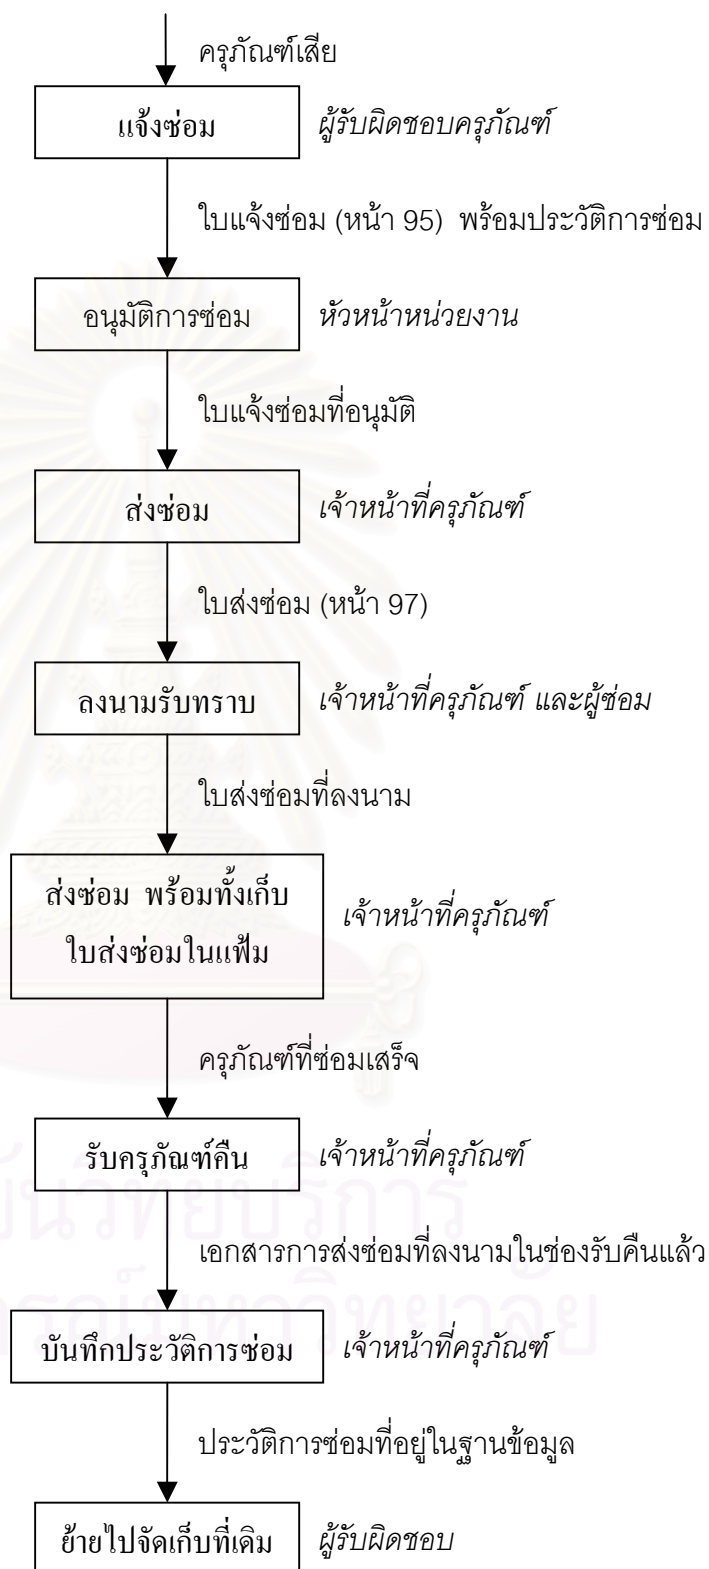 ครุภัณฑ์เสีย
แจ้งซ่อม ผู้รับผิดชอบครุภัณฑ์
ใบแจ้งซ่อม (หน้า 95) พร้อมประวัติการซ่อม
อนุมัติการซ่อม หัวหน้าหน่วยงาน
ใบแจ้งซ่อมที่อนุมัติ
ส่งซ่อม เจ้าหน้าที่ครุภัณฑ์
ใบส่งซ่อม (หน้า 97)
ลงนามรับทราบ เจ้าหน้าที่ครุภัณฑ์ และผู้ซ่อม
ใบส่งซ่อมที่ลงนาม
ส่งซ่อม พร้อมทั้งเก็บ
ใบส่งซ่อมในแฟ้ม
เจ้าหน้าที่ครุภัณฑ์
ครุภัณฑ์ที่ซ่อมเสร็จ
รับครุภัณฑ์คืน เจ้าหน้าที่ครุภัณฑ์
เอกสารการส่งซ่อมที่ลงนามในช่องรับคืนแล้ว
บันทึกประวัติการซ่อม เจ้าหน้าที่ครุภัณฑ์
ประวัติการซ่อมที่อยู่ในฐานข้อมูล
ย้ายไปจัดเก็บที่เดิม ผู้รับผิดชอบ